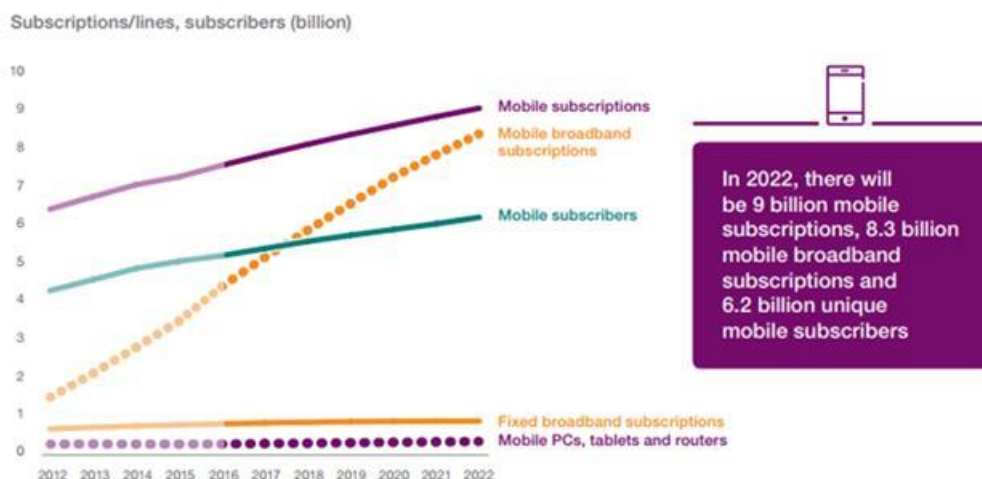 Subscriptions/lines, subscribers (billion)
10
9
8
7
6
5
4
3
2
1
0
Mobile subscriptions
Mobile broadband
subscriptions
Mobile subscribers
Fixed broadband subscriptions
Mobile PCs, tablets and routers
2012 2013 2014 2015 2016 2017 2018 2019 2020 2021 2022
In 2022, there will
be 9 billion mobile
subscriptions, 8.3 billion
mobile broadband
subscriptions and
6.2 billion unique
mobile subscribers